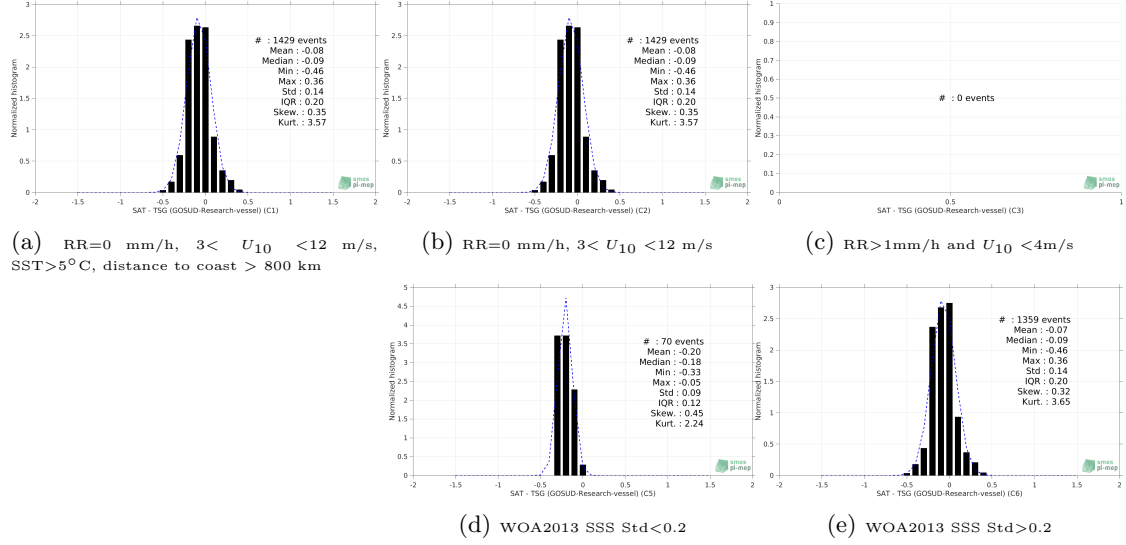 3
2.5
2
1.5
1
0.5
0
Normalized histogram
# : 1429 events
Mean : -0.08
Median : -0.09
Min : -0.46
Max : 0.36
Std : 0.14
IQR : 0.20
Skew. : 0.35
Kurt. : 3.57
smos
pi-mep
-2 -1.5 -1 -0.5 0 0.5 1 1.5 2
SAT - TSG (GOSUD-Research-vessel) (C1)
(a) RR=0 mm/h, 3< U10 <12 m/s,
SST>5°C, distance to coast > 800 km
3
2.5
2
1.5
1
0.5
0
Normalized histogram
# : 1429 events
Mean : -0.08
Median : -0.09
Min : -0.46
Max : 0.36
Std : 0.14
IQR : 0.20
Skew. : 0.35
Kurt. : 3.57
smos
pi-mep
-2 -1.5 -1 -0.5 0 0.5 1 1.5 2
SAT - TSG (GOSUD-Research-vessel) (C2)
(b) RR=0 mm/h, 3< U10 <12 m/s
1
0.9
0.8
0.7
0.6
0.5
0.4
0.3
0.2
0.1
0
Normalized histogram
# : 0 events
smos
pi-mep
0 0.5 1
SAT - TSG (GOSUD-Research-vessel) (C3)
(c) RR>1mm/h and U10 <4m/s
5
4.5
4
3.5
3
2.5
2
1.5
1
0.5
0
Normalized histogram
# : 70 events
Mean : -0.20
Median : -0.18
Min : -0.33
Max : -0.05
Std : 0.09
IQR : 0.12
Skew. : 0.45
Kurt. : 2.24
smos
pi-mep
-2 -1.5 -1 -0.5 0 0.5 1 1.5 2
SAT - TSG (GOSUD-Research-vessel) (C5)
(d) WOA2013 SSS Std<0.2
3
2.5
2
1.5
1
0.5
0
Normalized histogram
# : 1359 events
Mean : -0.07
Median : -0.09
Min : -0.46
Max : 0.36
Std : 0.14
IQR : 0.20
Skew. : 0.32
Kurt. : 3.65
smos
pi-mep
-2 -1.5 -1 -0.5 0 0.5 1 1.5 2
SAT - TSG (GOSUD-Research-vessel) (C6)
(e) WOA2013 SSS Std>0.2